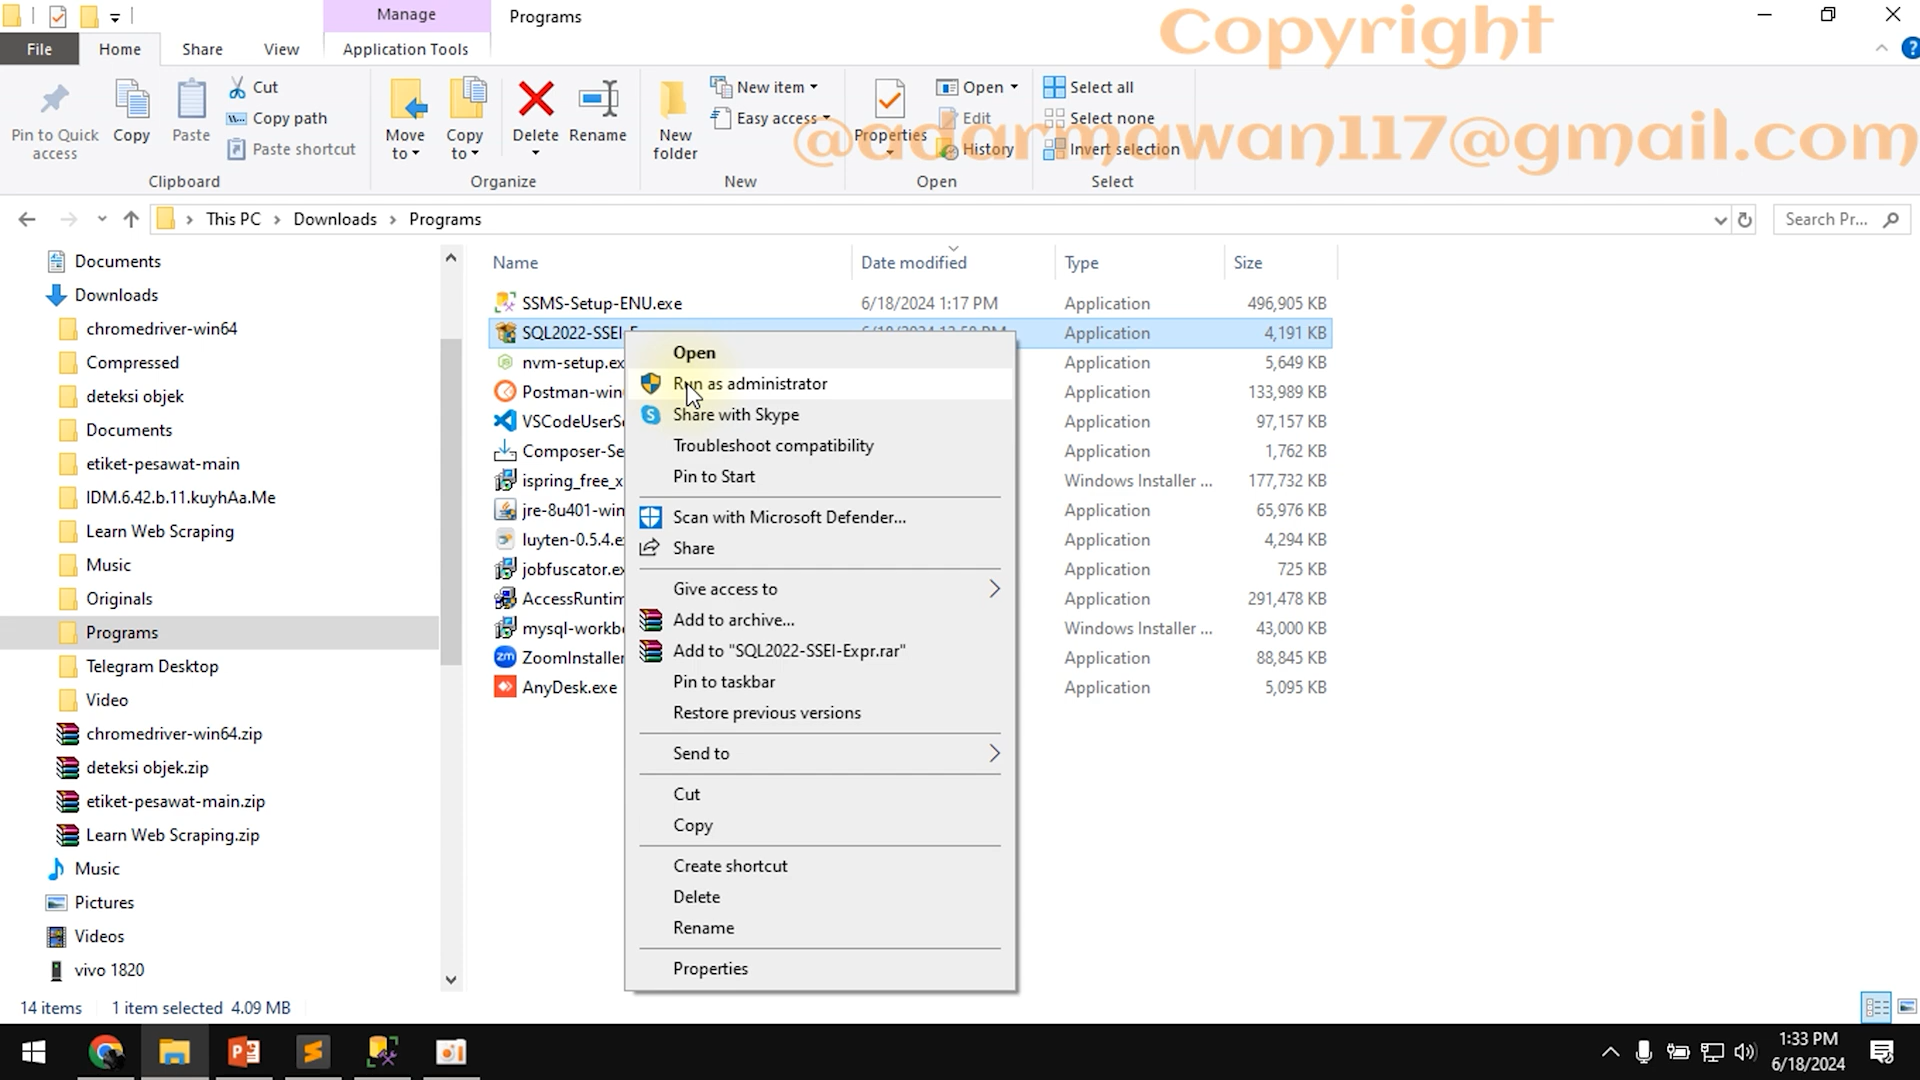 Manage
Programs
Copyright
File
Home
Share
View
Application Tools
?
Pin to Quick access
Copy
Paste
Cut
Copy path
Paste shortcut
Clipboard
Move to
Copy to
Delete
Rename
Organize
New folder
New item
Easy access
New
Properties
Open
Edit
History
Open
Select all
Select none
Invert selection
Select
@adarmawan117@gmail.com
This PC > Downloads > Programs
Search Pr...
Documents
Downloads
chromedriver-win64
Compressed
deteksi objek
Documents
etiket-pesawat-main
IDM.6.42.b.11.kuyhAa.Me
Learn Web Scraping
Music
Originals
Programs
Telegram Desktop
Video
chromedriver-win64.zip
deteksi objek.zip
etiket-pesawat-main.zip
Learn Web Scraping.zip
Music
Pictures
Videos
vivo 1820
Name Date modified Type Size
SSMS-Setup-ENU.exe 6/18/2024 1:17 PM Application 496,905 KB
SQL2022-SSEI- Application 4,191 KB
nvm-setup.ex Application 5,649 KB
Postman-win Application 133,989 KB
VSCodeUserS Application 97,157 KB
Composer-Se Application 1,762 KB
ispring_free_x Windows Installer ... 177,732 KB
jre-8u401-win Application 65,976 KB
luyten-0.5.4.e Application 4,294 KB
jobfuscator.ex Application 725 KB
AccessRuntim Application 291,478 KB
mysql-workb Windows Installer ... 43,000 KB
ZoomInstaller Application 88,845 KB
AnyDesk.exe Application 5,095 KB
Open
Run as administrator
Share with Skype
Troubleshoot compatibility
Pin to Start
Scan with Microsoft Defender...
Share
Give access to
Add to archive...
Add to "SQL2022-SSEI-Expr.rar"
Pin to taskbar
Restore previous versions
Send to
Cut
Copy
Create shortcut
Delete
Rename
Properties
14 items 1 item selected 4.09 MB
1:33 PM
6/18/2024